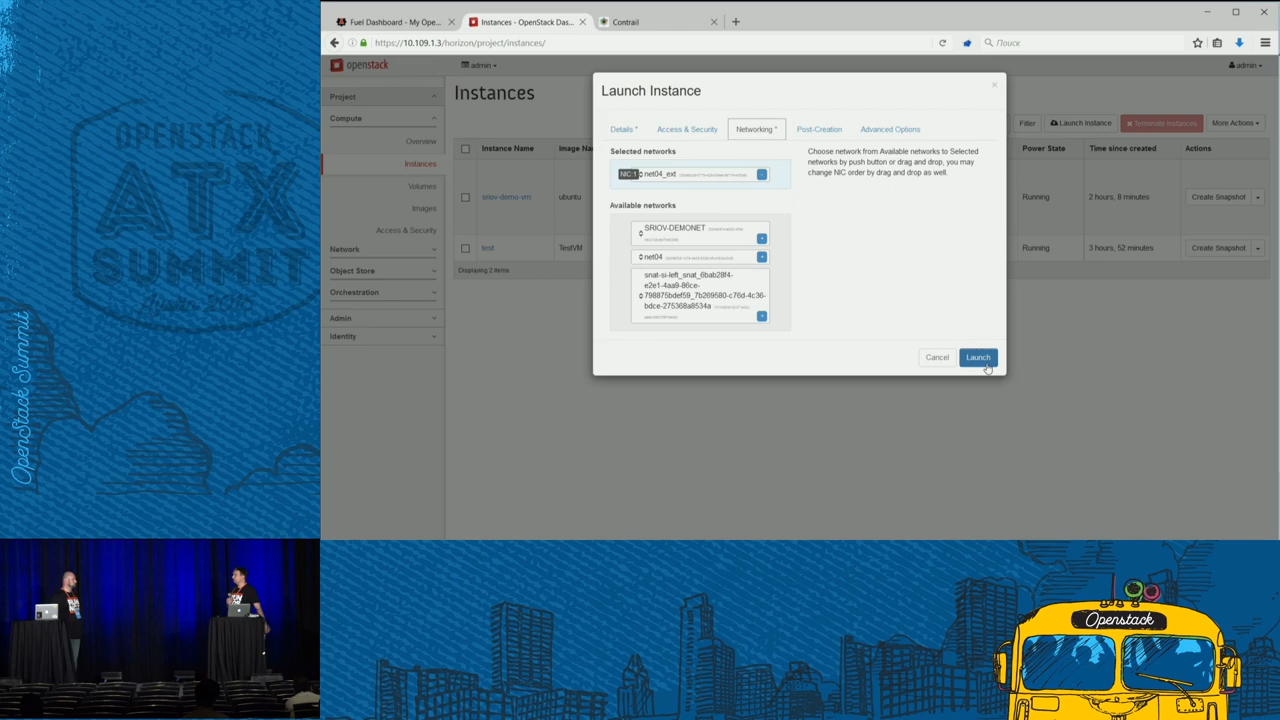 OPENSTACK
ATX
SUMMIT
Austin
OpenStack Summit
Fuel Dashboard - My Ope...
Instances - OpenStack Das...
Contrail
https://10.109.1.3/horizon/project/instances/
Поиск
openstack
admin
admin
Project
Compute
Overview
Instances
Volumes
Images
Access & Security
Network
Object Store
Orchestration
Admin
Identity
Instances
Filter
Launch Instance
Terminate Instances
More Actions
Instance Name
Image Na
Power State
Time since created
Actions
sriov-demo-vm
ubuntu
Running
2 hours, 8 minutes
Create Snapshot
test
TestVM
Running
3 hours, 52 minutes
Create Snapshot
Displaying 2 items
Launch Instance
Details *
Access & Security
Networking *
Post-Creation
Advanced Options
Selected networks
NIC:1
net04_ext
Available networks
SRIOV-DEMONET
net04
snat-si-left_snat_6bab28f4-
e2e1-4aa9-86ce-
798875bdef59_7b269580-c76d-4c36-
bdce-275368a8534a
Choose network from Available networks to Selected
networks by push button or drag and drop, you may
change NIC order by drag and drop as well.
Cancel
Launch
Openstack